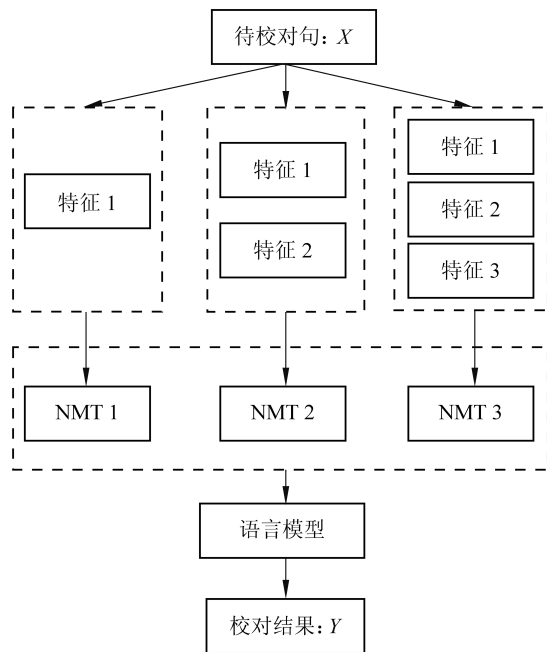 待校对句：X
特征 1
特征 1
特征 2
特征 1
特征 2
特征 3
NMT 1
NMT 2
NMT 3
语言模型
校对结果：Y